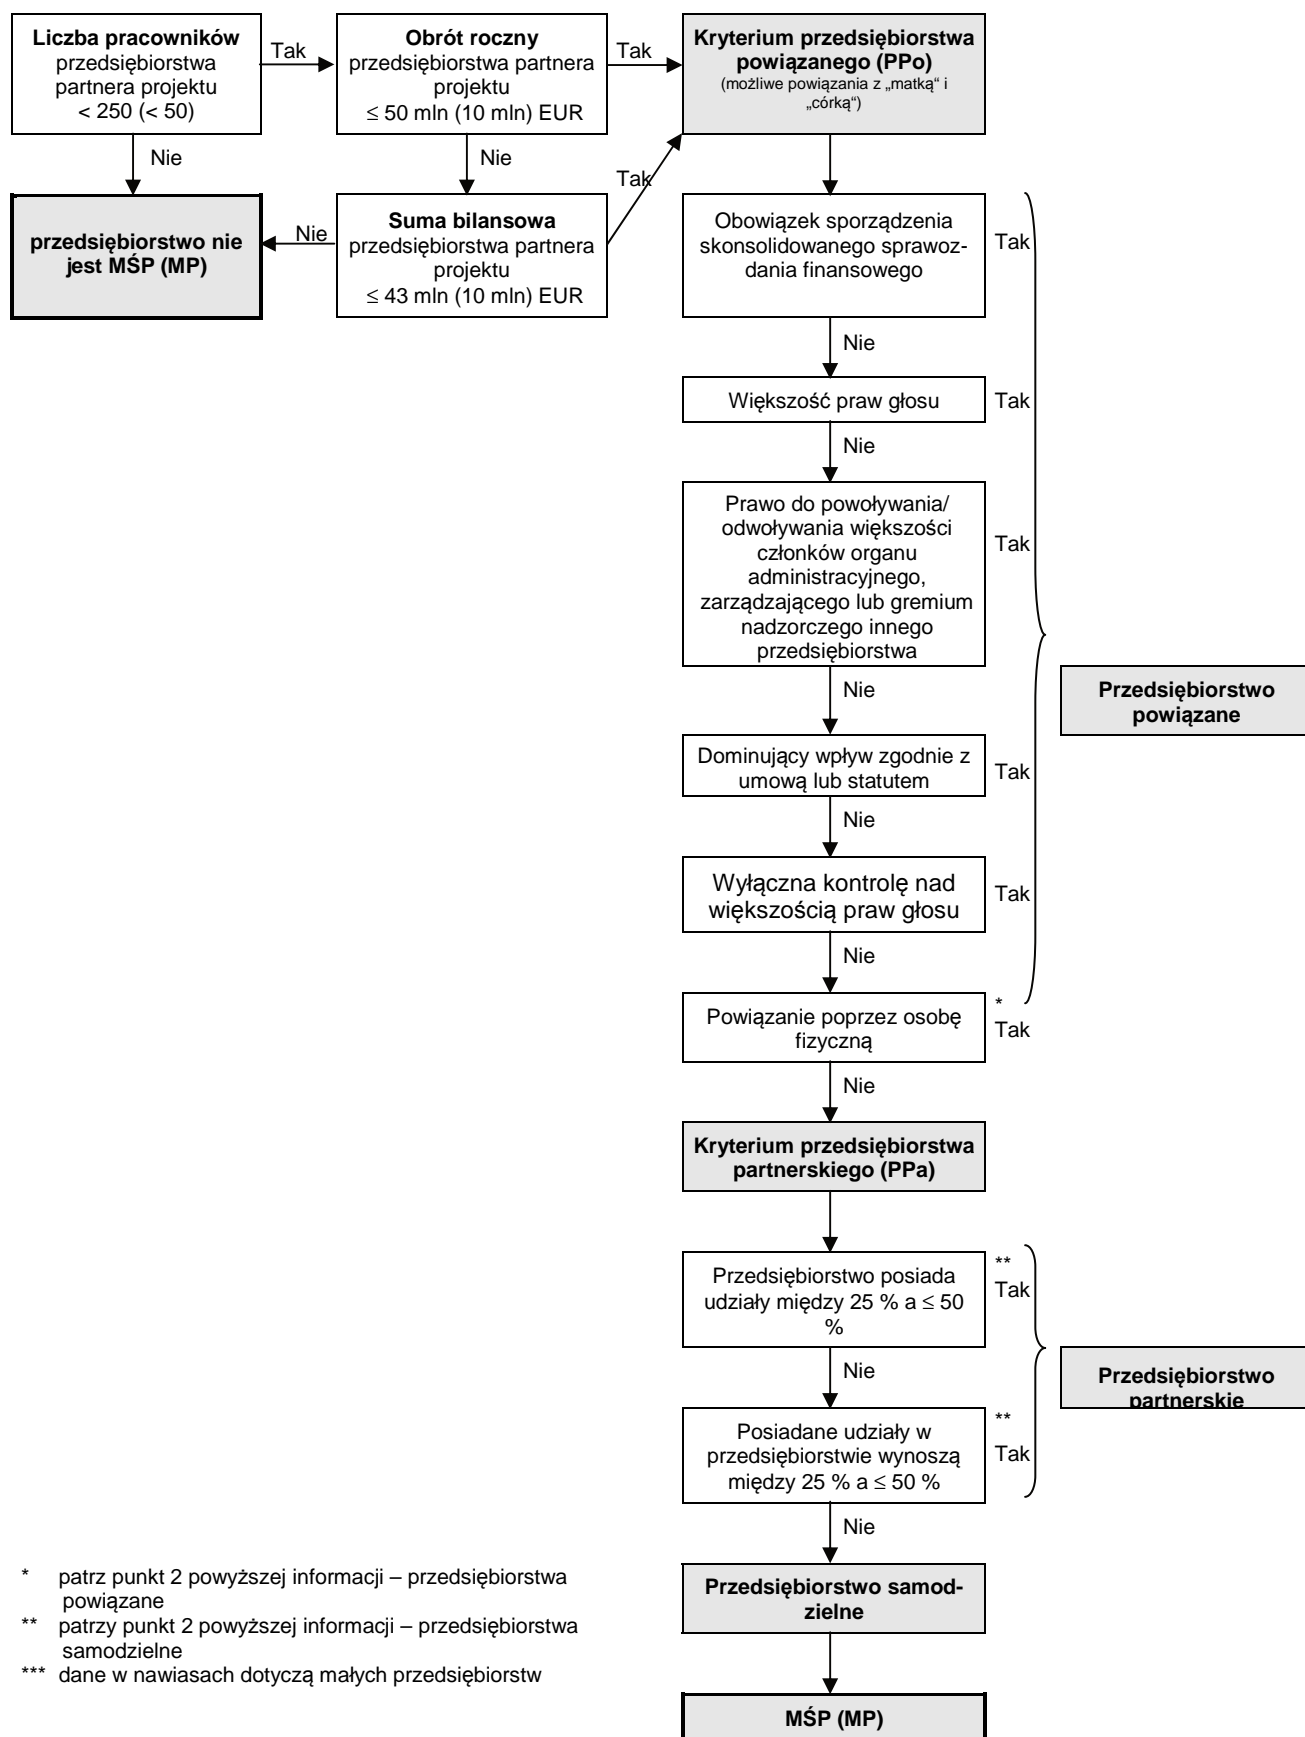 Liczba pracowników
przedsiębiorstwa
partnera projektu
< 250 (< 50)
Tak
Obrót roczny
przedsiębiorstwa partnera
projektu
≤ 50 mln (10 mln) EUR
Tak
Kryterium przedsiębiorstwa
powiązanego (PPo)
(możliwe powiązania z „matką“ i
„córką“)
Nie
Nie
Tak
przedsiębiorstwo nie
jest MŚP (MP)
Nie
Suma bilansowa
przedsiębiorstwa partnera
projektu
≤ 43 mln (10 mln) EUR
Obowiązek sporządzenia
skonsolidowanego sprawoz-
dania finansowego
Tak
Nie
Większość praw głosu
Tak
Nie
Prawo do powoływania/
odwoływania większości
członków organu
administracyjnego,
zarządzającego lub gremium
nadzorczego innego
przedsiębiorstwa
Tak
Nie
Przedsiębiorstwo
powiązane
Dominujący wpływ zgodnie z
umową lub statutem
Tak
Nie
Wyłączna kontrolę nad
większością praw głosu
Tak
Nie
Powiązanie poprzez osobę
fizyczną
*
Tak
Nie
Kryterium przedsiębiorstwa
partnerskiego (PPa)
Przedsiębiorstwo posiada
udziały między 25 % a ≤ 50
%
**
Tak
Nie
Przedsiębiorstwo
partnerskie
Posiadane udziały w
przedsiębiorstwie wynoszą
między 25 % a ≤ 50 %
**
Tak
Nie
* patrz punkt 2 powyższej informacji – przedsiębiorstwa
powiązane
** patrzy punkt 2 powyższej informacji – przedsiębiorstwa
samodzielne
*** dane w nawiasach dotyczą małych przedsiębiorstw
Przedsiębiorstwo samod-
zielne
MŚP (MP)